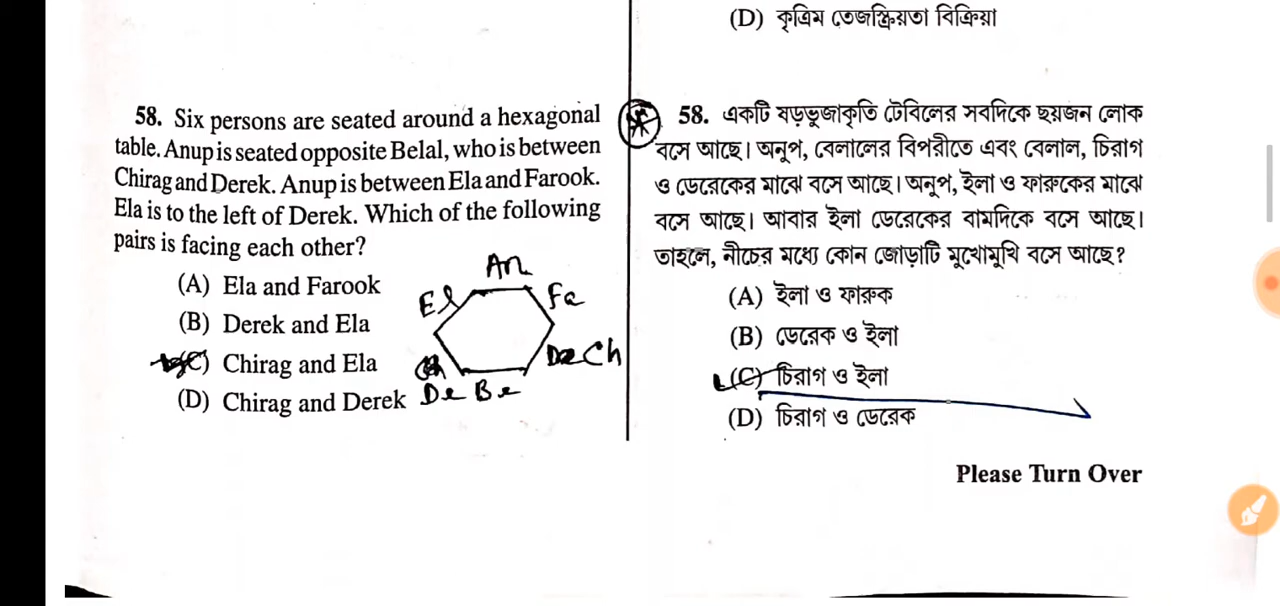 (D) কৃত্রিম তেজস্ক্রিয়তা বিক্রিয়া
58. Six persons are seated around a hexagonal
table. Anup is seated opposite Belal, who is between
Chirag and Derek. Anup is between Ela and Farook.
Ela is to the left of Derek. Which of the following
pairs is facing each other?
(A) Ela and Farook
(B) Derek and Ela
(C) Chirag and Ela
(D) Chirag and Derek
An
El
Fa
De Ch
Ch
De Be
58. একটি ষড়ভুজাকৃতি টেবিলের সবদিকে ছয়জন লোক
বসে আছে। অনুপ, বেলালের বিপরীতে এবং বেলাল, চিরাগ
ও ডেরেকের মাঝে বসে আছে। অনুপ, ইলা ও ফারুকের মাঝে
বসে আছে। আবার ইলা ডেরেকের বামদিকে বসে আছে।
তাহলে, নীচের মধ্যে কোন জোড়াটি মুখোমুখি বসে আছে?
(A) ইলা ও ফারুক
(B) ডেরেক ও ইলা
(C) চিরাগ ও ইলা
(D) চিরাগ ও ডেরেক
Please Turn Over